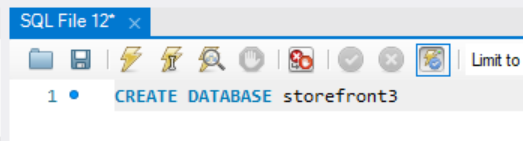 SQL File 12*
Limit to
1 CREATE DATABASE storefront3